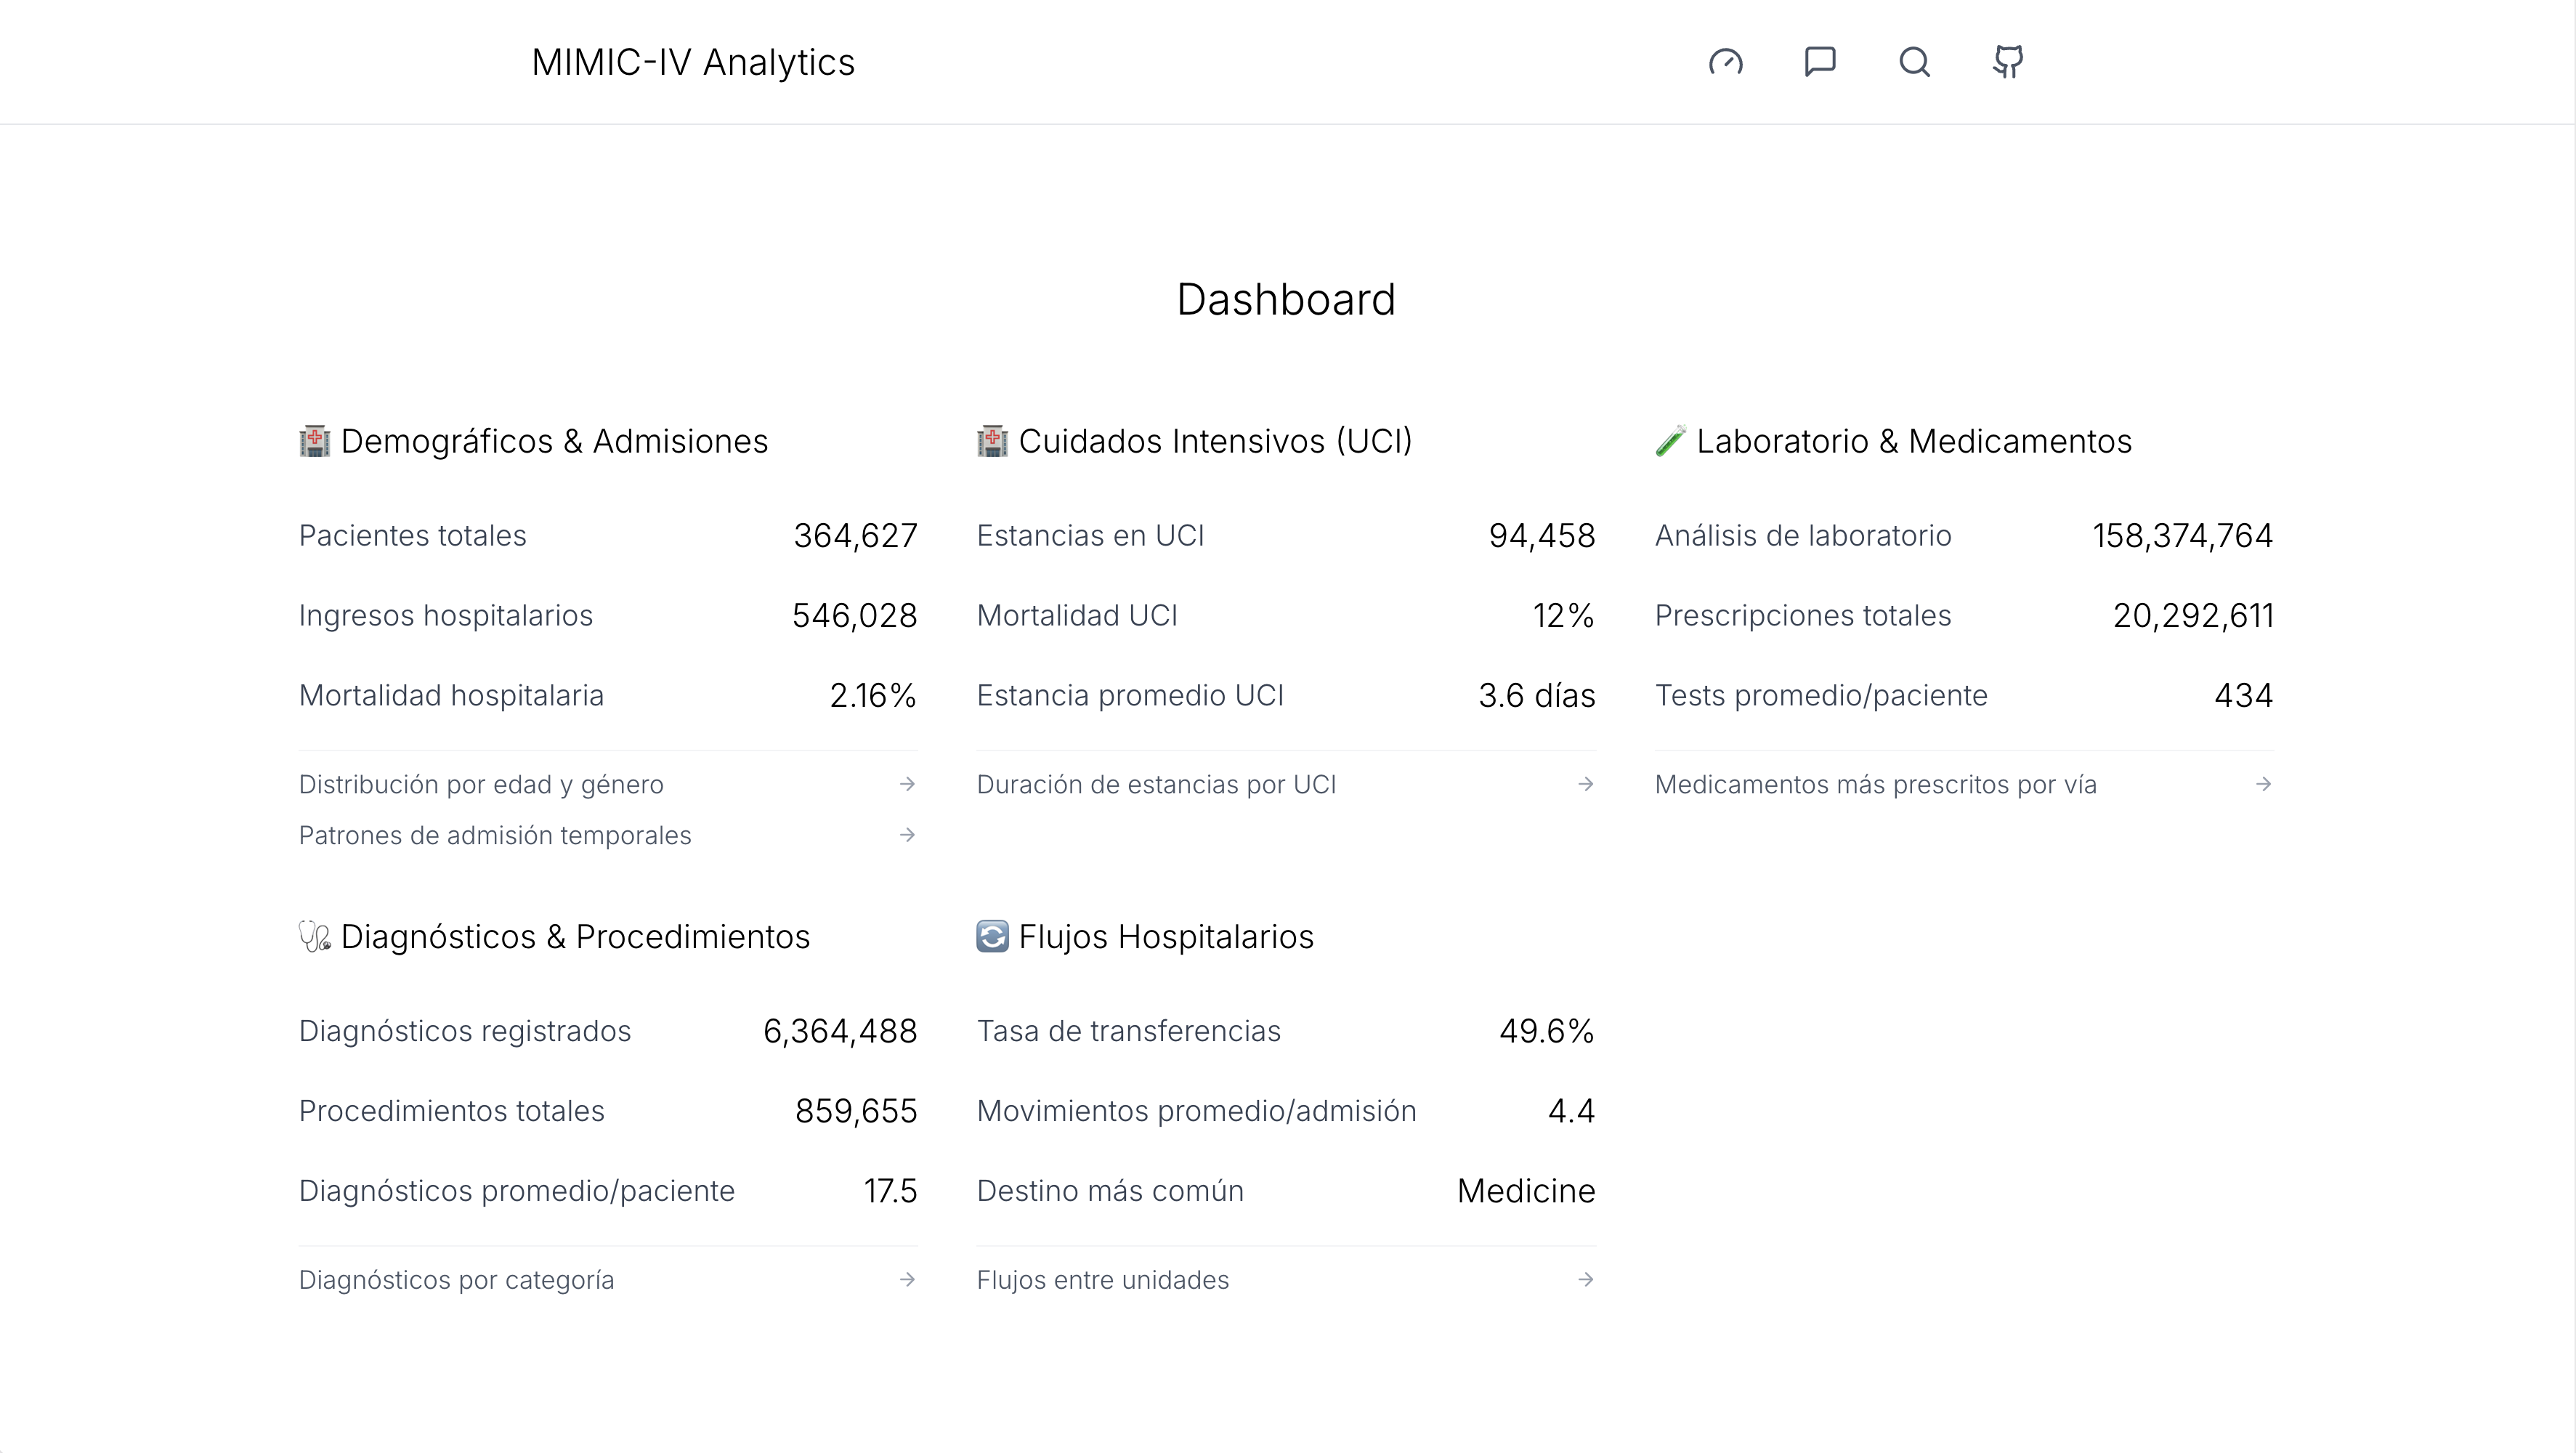 MIMIC-IV Analytics
Dashboard
Demográficos & Admisiones
Pacientes totales 364,627
Ingresos hospitalarios 546,028
Mortalidad hospitalaria 2.16%
Distribución por edad y género →
Patrones de admisión temporales →
Cuidados Intensivos (UCI)
Estancias en UCI 94,458
Mortalidad UCI 12%
Estancia promedio UCI 3.6 días
Duración de estancias por UCI →
Laboratorio & Medicamentos
Análisis de laboratorio 158,374,764
Prescripciones totales 20,292,611
Tests promedio/paciente 434
Medicamentos más prescritos por vía →
Diagnósticos & Procedimientos
Diagnósticos registrados 6,364,488
Procedimientos totales 859,655
Diagnósticos promedio/paciente 17.5
Diagnósticos por categoría →
Flujos Hospitalarios
Tasa de transferencias 49.6%
Movimientos promedio/admisión 4.4
Destino más común Medicine
Flujos entre unidades →